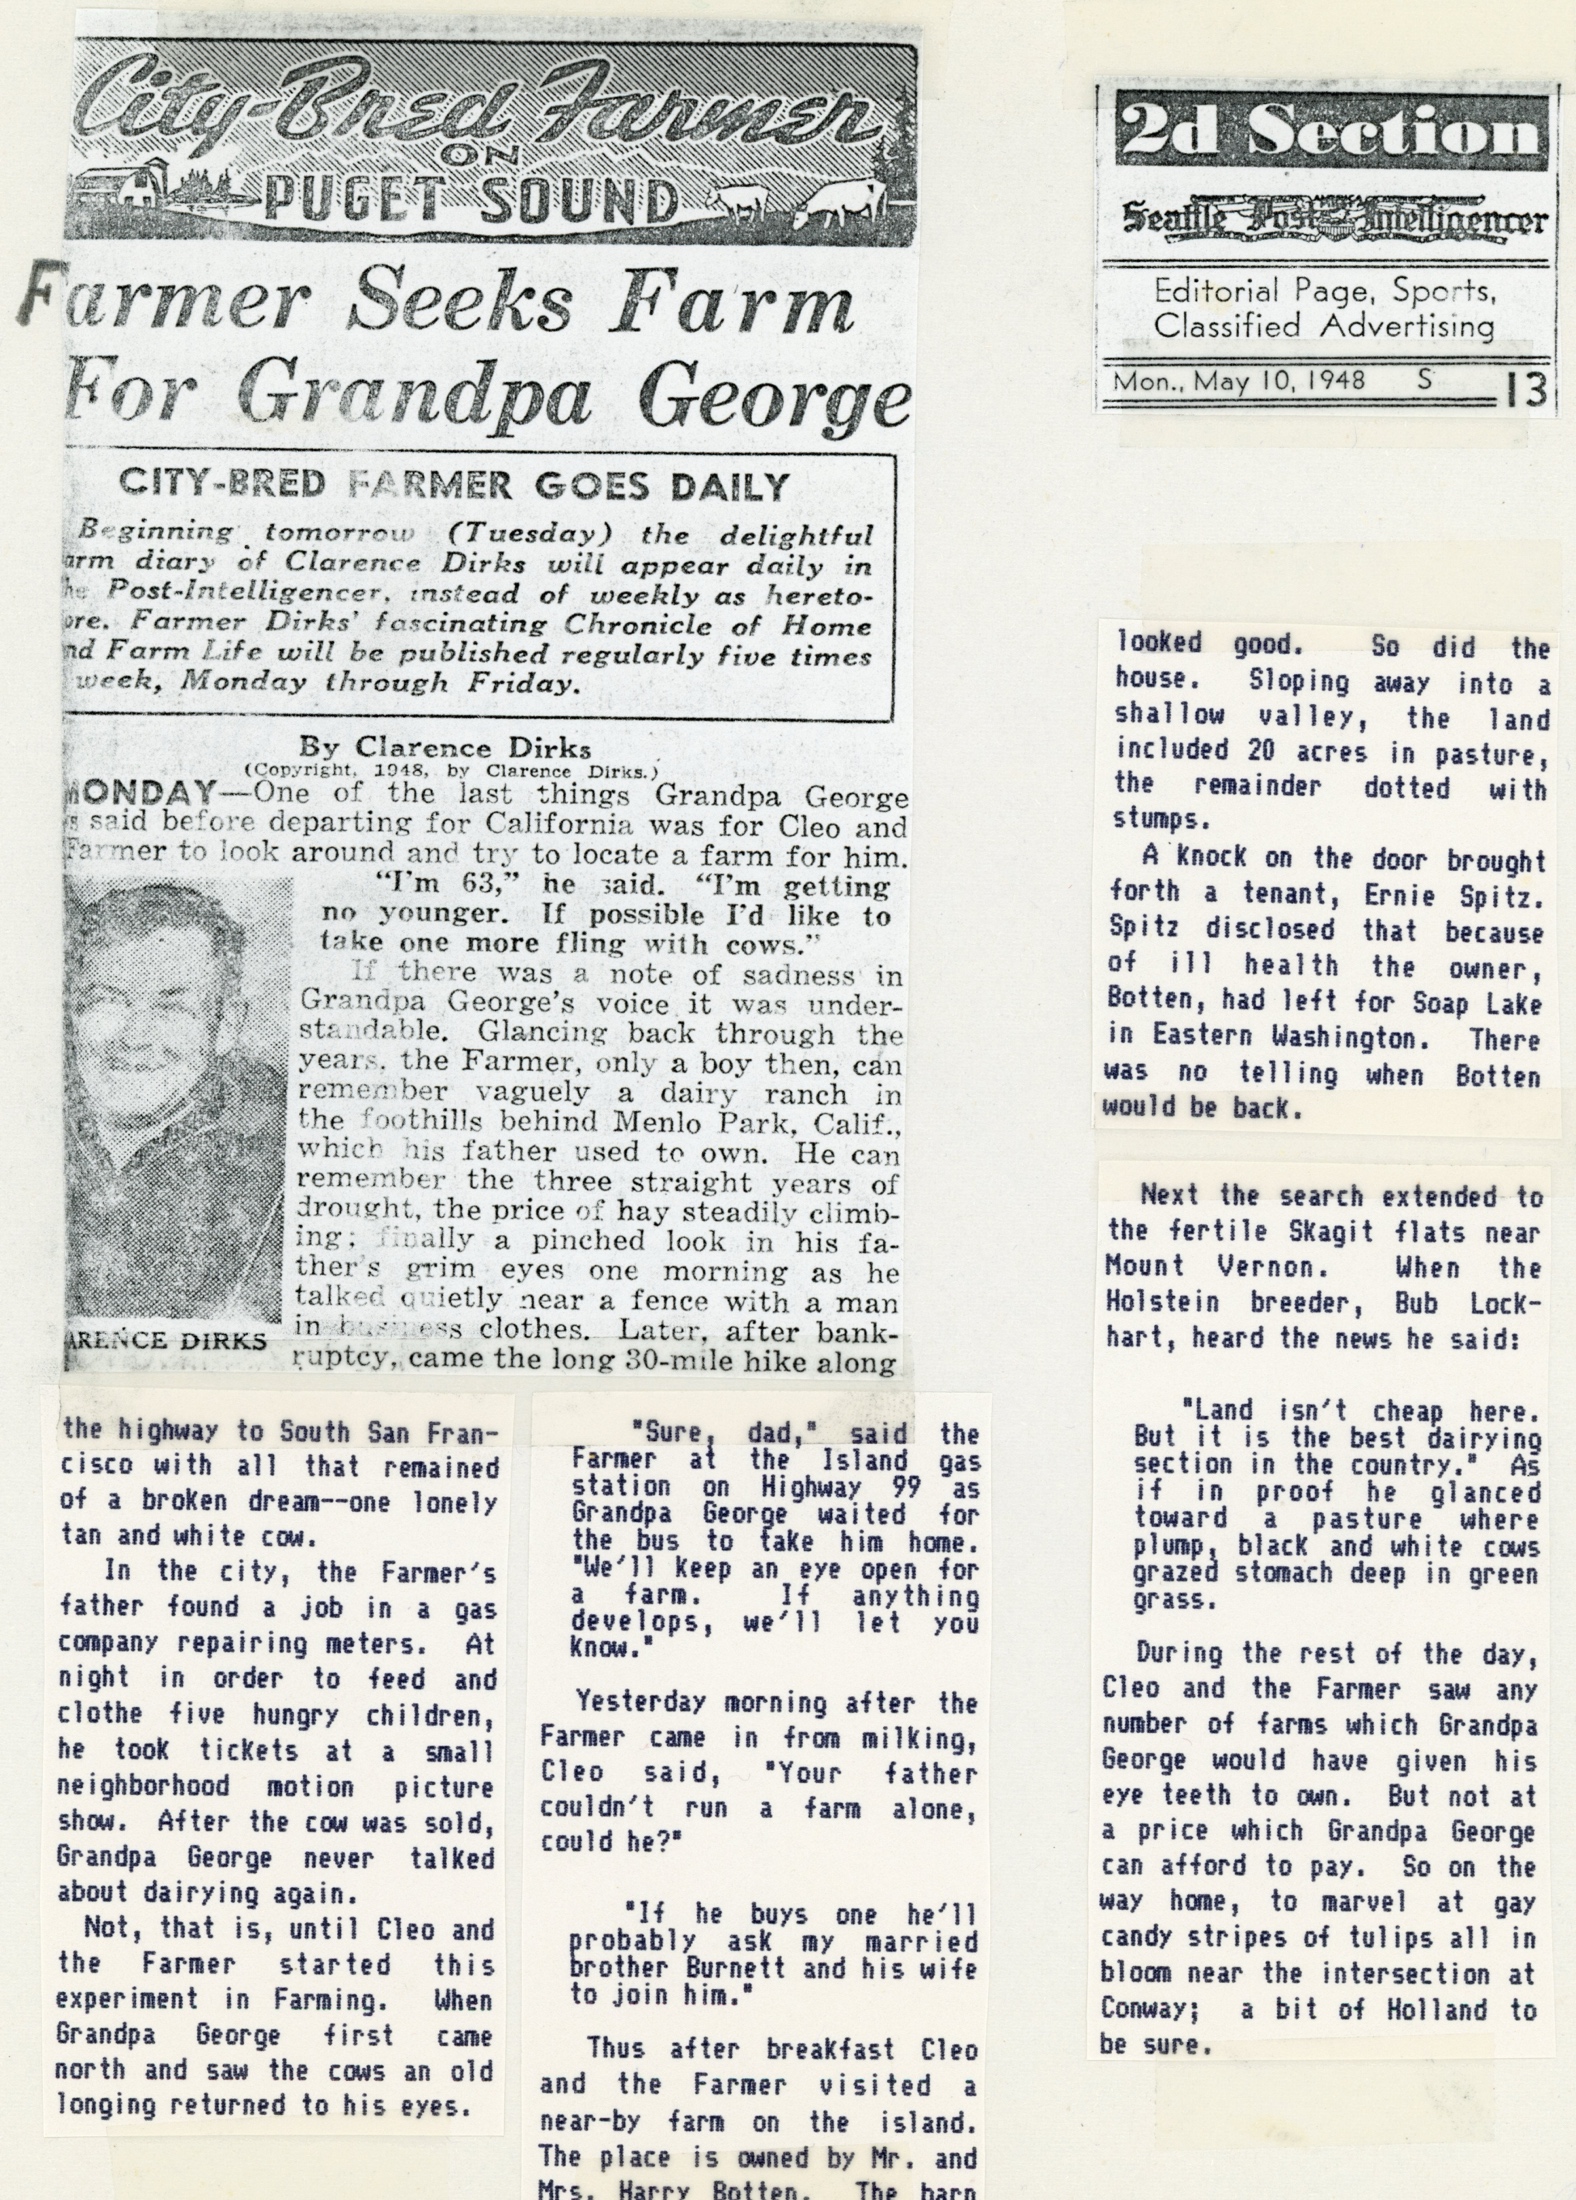 City-Bred Farmer
ON
PUGET SOUND
Farmer Seeks Farm
For Grandpa George
CITY-BRED FARMER GOES DAILY
Beginning tomorrow (Tuesday) the delightful
arm diary of Clarence Dirks will appear daily in
he Post-Intelligencer, instead of weekly as hereto-
ore. Farmer Dirks' fascinating Chronicle of Home
nd Farm Life will be published regularly five times
week, Monday through Friday.
By Clarence Dirks
(Copyright, 1948, by Clarence Dirks.)
MONDAY—One of the last things Grandpa George
s said before departing for California was for Cleo and
Farmer to look around and try to locate a farm for him.
"I'm 63," he said. "I'm getting
no younger. If possible I'd like to
take one more fling with cows."
If there was a note of sadness in
Grandpa George's voice it was under-
standable. Glancing back through the
years, the Farmer, only a boy then, can
remember vaguely a dairy ranch in
the foothills behind Menlo Park, Calif.,
which his father used to own. He can
remember the three straight years of
drought, the price of hay steadily climb-
ing; finally a pinched look in his fa-
ther's grim eyes one morning as he
talked quietly near a fence with a man
in business clothes. Later, after bank-
ruptcy, came the long 30-mile hike along
ARENCE DIRKS
the highway to South San Fran-
cisco with all that remained
of a broken dream--one lonely
tan and white cow.
In the city, the Farmer's
father found a job in a gas
company repairing meters. At
night in order to feed and
clothe five hungry children,
he took tickets at a small
neighborhood motion picture
show. After the cow was sold,
Grandpa George never talked
about dairying again.
Not, that is, until Cleo and
the Farmer started this
experiment in Farming. When
Grandpa George first came
north and saw the cows an old
longing returned to his eyes.
"Sure, dad," said the
Farmer at the Island gas
station on Highway 99 as
Grandpa George waited for
the bus to take him home.
"We'll keep an eye open for
a farm. If anything
develops, we'll let you
know."
Yesterday morning after the
Farmer came in from milking,
Cleo said, "Your father
couldn't run a farm alone,
could he?"
"If he buys one he'll
probably ask my married
brother Burnett and his wife
to join him."
Thus after breakfast Cleo
and the Farmer visited a
near-by farm on the island.
The place is owned by Mr. and
Mrs. Harry Botten. The barn
2d Section
Seattle Post-Intelligencer
Editorial Page, Sports,
Classified Advertising
Mon., May 10, 1948 S 13
looked good. So did the
house. Sloping away into a
shallow valley, the land
included 20 acres in pasture,
the remainder dotted with
stumps.
A knock on the door brought
forth a tenant, Ernie Spitz.
Spitz disclosed that because
of ill health the owner,
Botten, had left for Soap Lake
in Eastern Washington. There
was no telling when Botten
would be back.
Next the search extended to
the fertile Skagit flats near
Mount Vernon. When the
Holstein breeder, Bub Lock-
hart, heard the news he said:
"Land isn't cheap here.
But it is the best dairying
section in the country." As
if in proof he glanced
toward a pasture where
plump, black and white cows
grazed stomach deep in green
grass.
During the rest of the day,
Cleo and the Farmer saw any
number of farms which Grandpa
George would have given his
eye teeth to own. But not at
a price which Grandpa George
can afford to pay. So on the
way home, to marvel at gay
candy stripes of tulips all in
bloom near the intersection at
Conway; a bit of Holland to
be sure.